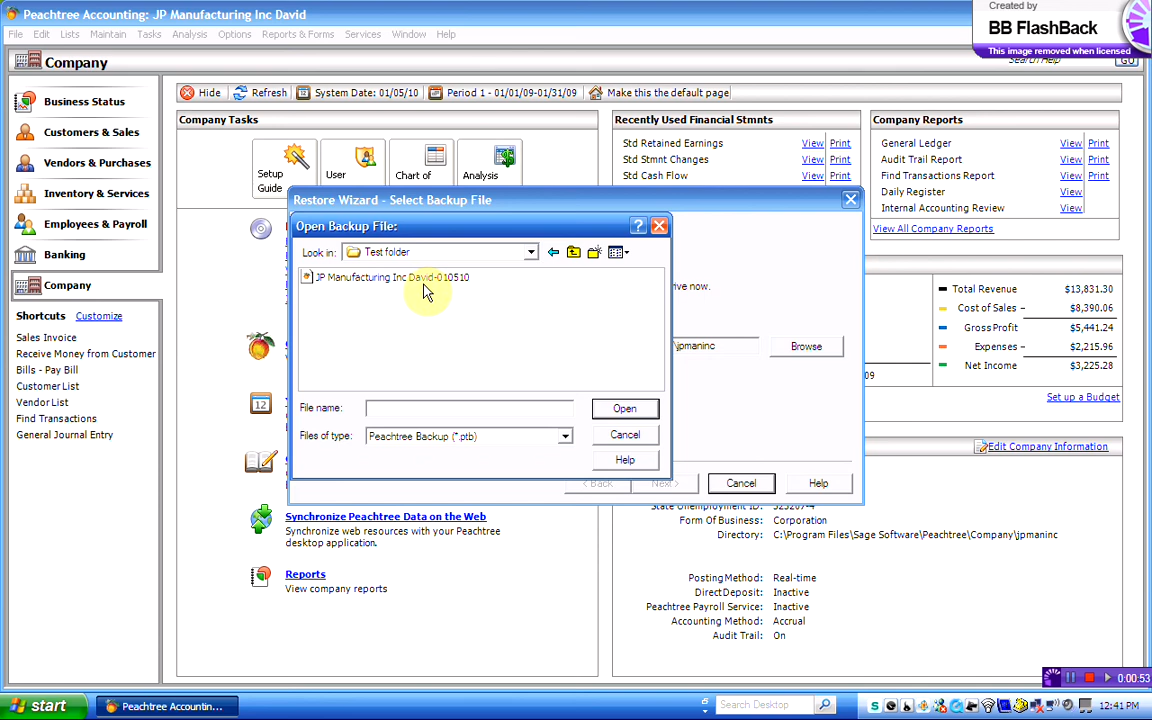 Peachtree Accounting: JP Manufacturing Inc David
Created by
BB FlashBack
This image removed when licensed
File Edit Lists Maintain Tasks Analysis Options Reports & Forms Services Window Help
Search Help
GO
Company
Business Status
Customers & Sales
Vendors & Purchases
Inventory & Services
Employees & Payroll
Banking
Company
Shortcuts Customize
Sales Invoice
Receive Money from Customer
Bills - Pay Bill
Customer List
Vendor List
Find Transactions
General Journal Entry
Hide Refresh System Date: 01/05/10 Period 1 - 01/01/09-01/31/09 Make this the default page
Company Tasks
Setup
Guide
User
Chart of
Analysis
Recently Used Financial Stmnts
Std Retained Earnings View Print
Std Stmnt Changes View Print
Std Cash Flow View Print
Company Reports
General Ledger View Print
Audit Trail Report View Print
Find Transactions Report View Print
Daily Register View
Internal Accounting Review View
View All Company Reports
Restore Wizard - Select Backup File
Open Backup File:
Look in: Test folder
JP Manufacturing Inc David-010510
File name: Open
Files of type: Peachtree Backup (*.ptb) Cancel
Help
rive now.
\jpmaninc Browse
< Back Next > Cancel Help
Total Revenue $13,831.30
Cost of Sales - $8,390.06
Gross Profit $5,441.24
Expenses - $2,215.96
Net Income $3,225.28
09
Set up a Budget
12
Edit Company Information
State Unemployment ID: 323209-4
Form Of Business: Corporation
Directory: C:\Program Files\Sage Software\Peachtree\Company\jpmaninc
Posting Method: Real-time
Direct Deposit: Inactive
Peachtree Payroll Service: Inactive
Accounting Method: Accrual
Audit Trail: On
Synchronize Peachtree Data on the Web
Synchronize web resources with your Peachtree
desktop application.
Reports
View company reports
0:00:53
start Peachtree Accountin... Search Desktop 12:41 PM